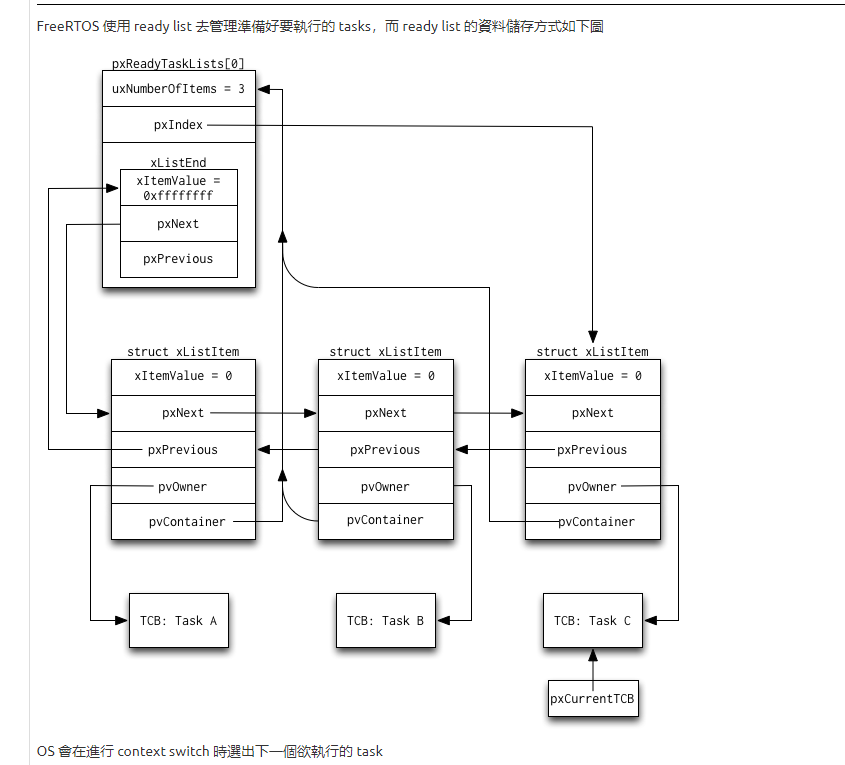 FreeRTOS 使用 ready list 去管理準備好要執行的 tasks，而 ready list 的資料儲存方式如下圖
pxReadyTaskLists[0]
uxNumberOfItems = 3
pxIndex
xListEnd
xItemValue =
0xffffffff
pxNext
pxPrevious
struct xListItem
xItemValue = 0
pxNext
pxPrevious
pvOwner
pvContainer
struct xListItem
xItemValue = 0
pxNext
pxPrevious
pvOwner
pvContainer
struct xListItem
xItemValue = 0
pxNext
pxPrevious
pvOwner
pvContainer
TCB: Task A
TCB: Task B
TCB: Task C
pxCurrentTCB
OS 會在進行 context switch 時選出下一個欲執行的 task